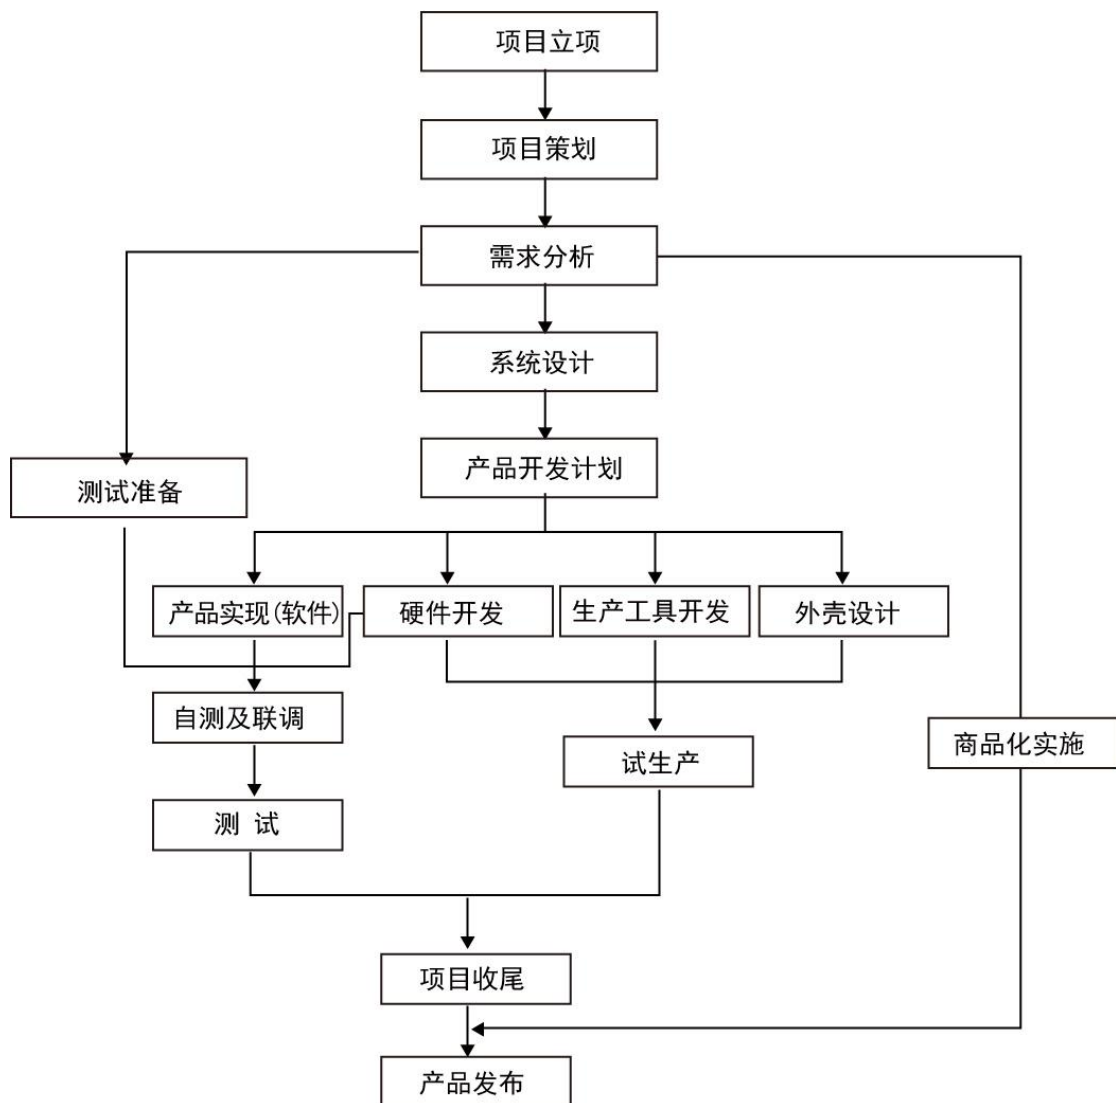 项目立项
项目策划
需求分析
系统设计
产品开发计划
测试准备
产品实现(软件)
硬件开发
生产工具开发
外壳设计
自测及联调
试生产
商品化实施
测 试
项目收尾
产品发布